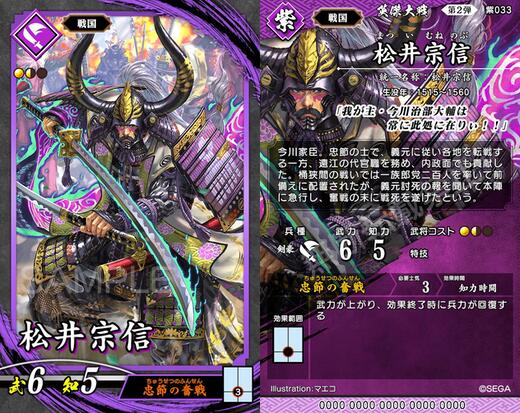 戦国
SAMPLE
松井宗信
武6 知5
ちゅうせつのふんせん
忠節の奮戦
3
紫
戦国
英傑大戦
第2弾
紫033
まつ い むね のぶ
松井宗信
統一名称：松井宗信
生没年：1515～1560
「我が主・今川治部大輔は
常に此処に在りぃ！！」
今川家臣。忠節の士で、義元に従い各地を転戦
する一方、遠江の代官職を務め、内政面でも貢献し
た。桶狭間の戦いでは一族郎党二百人を率いて前
備えに配置されたが、義元討死の報を聞いて本陣
に急行し、奮戦の末に戦死を遂げたという。
兵種 武力 知力 武将コスト
剣豪 6 5 特技
ちゅうせつのふんせん
忠節の奮戦
必要士気
3
効果時間
知力時間
武力が上がり、効果終了時に兵力が回復す
る
効果範囲
Illustration:マエコ
©SEGA
0000 0000 0000 0000 0000